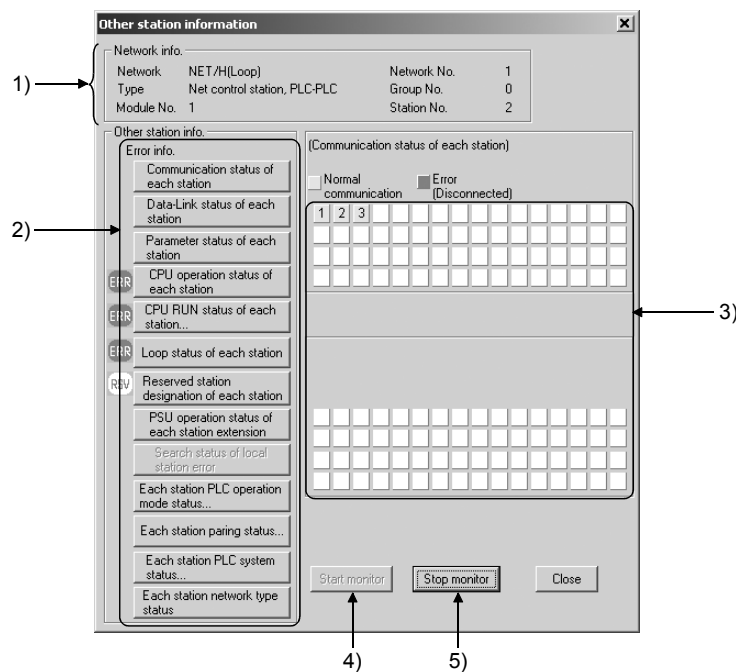 Other station information
Network info.
Network NET/H(Loop) Network No. 1
Type Net control station, PLC-PLC Group No. 0
Module No. 1 Station No. 2
1)
Other station info.
Error info.
Communication status of
each station
Data-Link status of each
station
2)
Parameter status of each
station
ERR CPU operation status of
each station
ERR CPU RUN status of each
station...
ERR Loop status of each station
RSV Reserved station
designation of each station
PSU operation status of
each station extension
Search status of local
station error
Each station PLC operation
mode status...
Each station paring status...
Each station PLC system
status...
Each station network type
status
(Communication status of each station)
Normal
communication
Error
(Disconnected)
1 2 3
3)
Start monitor Stop monitor Close
4) 5)